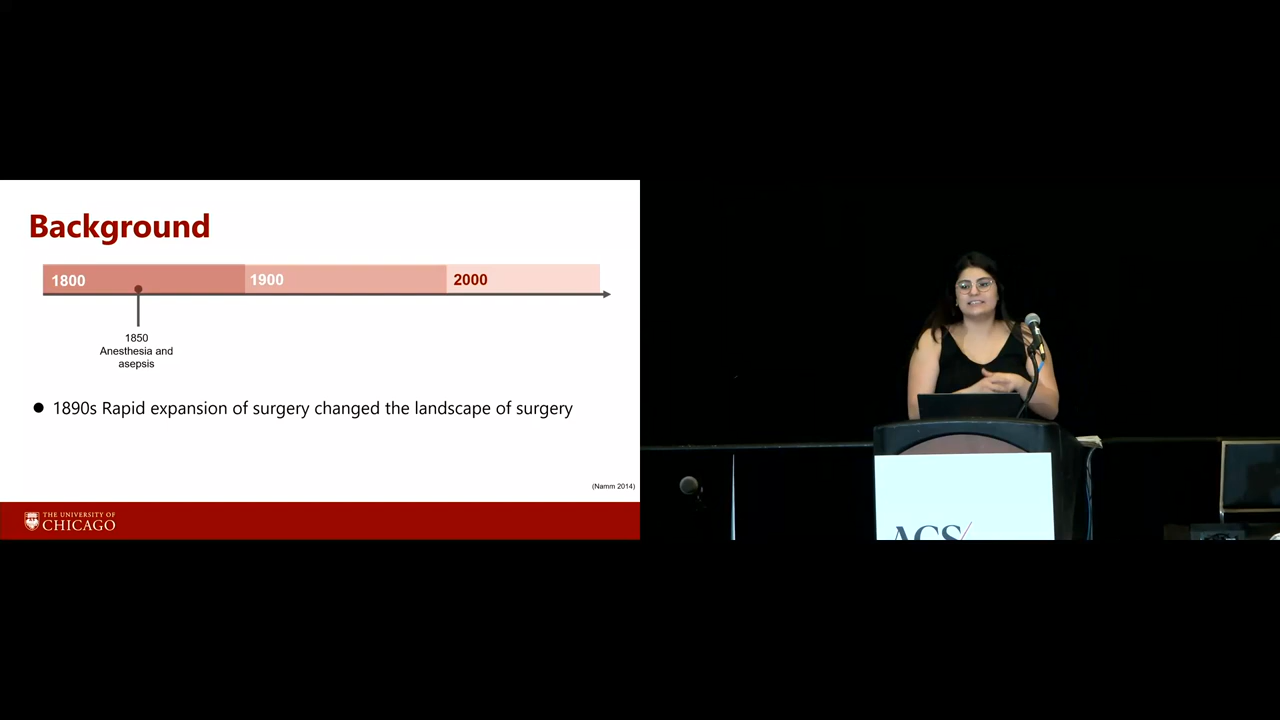 Background
1800
1900
2000
1850
Anesthesia and
asepsis
● 1890s Rapid expansion of surgery changed the landscape of surgery
(Namm 2014)
THE UNIVERSITY OF
CHICAGO
ACS